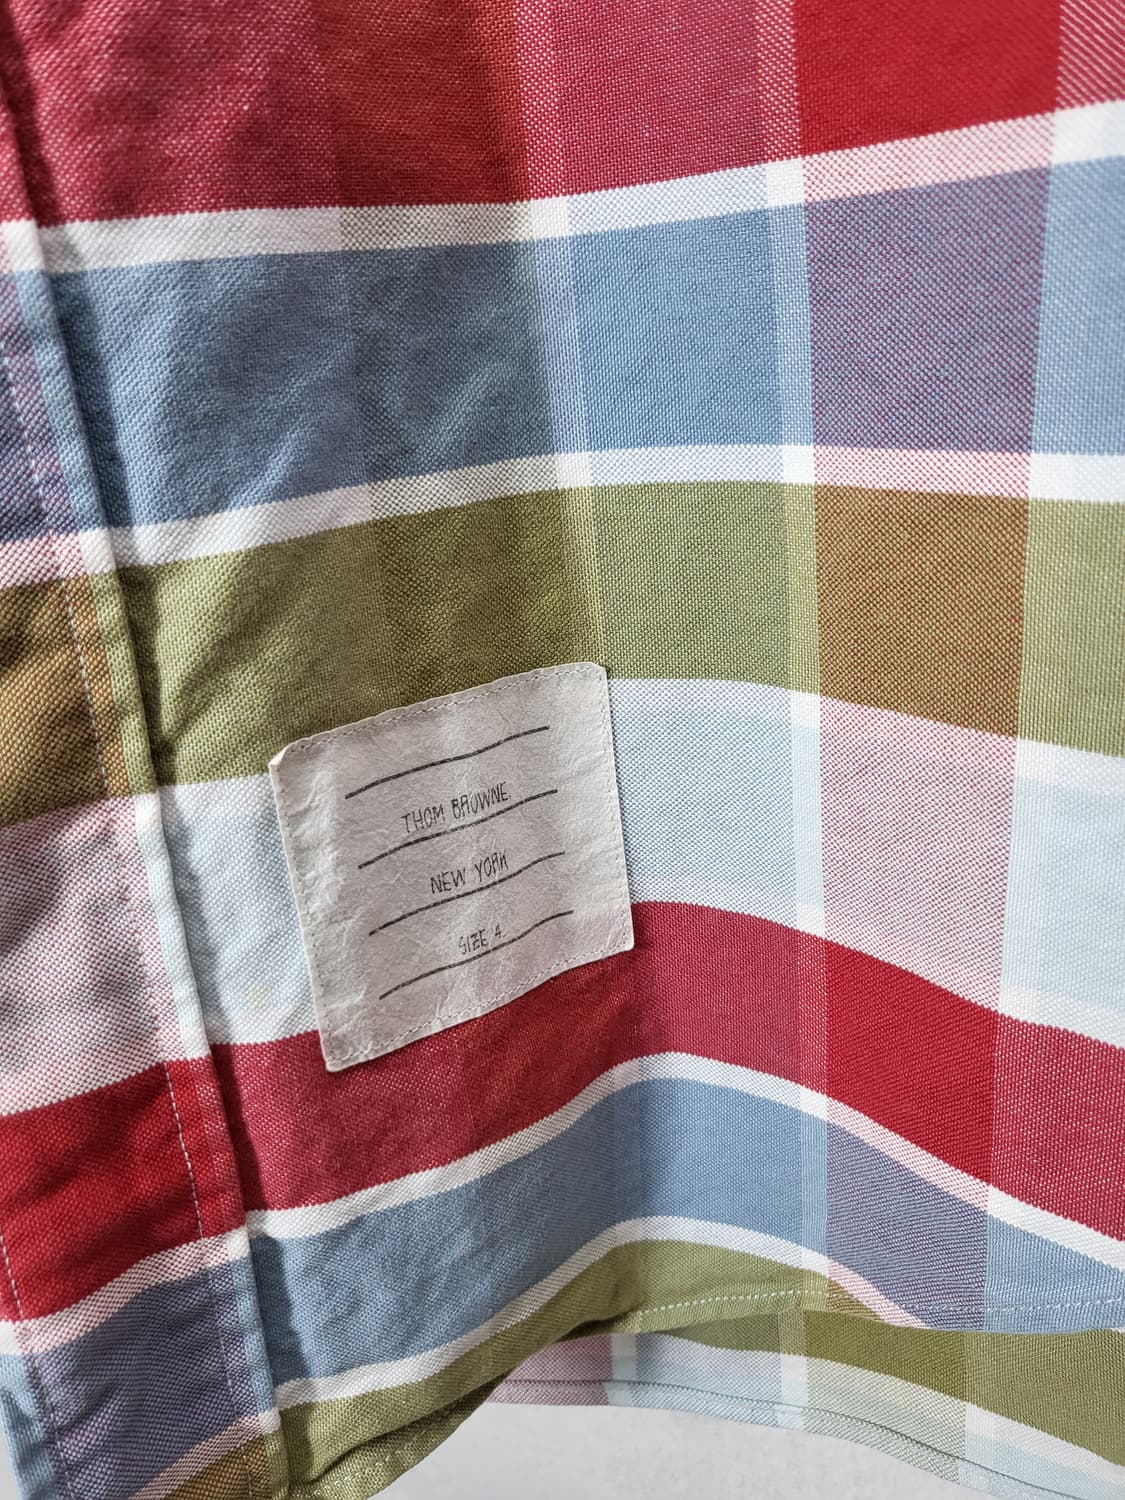 THOM BROWNE.
NEW YORK
SIZE 4.